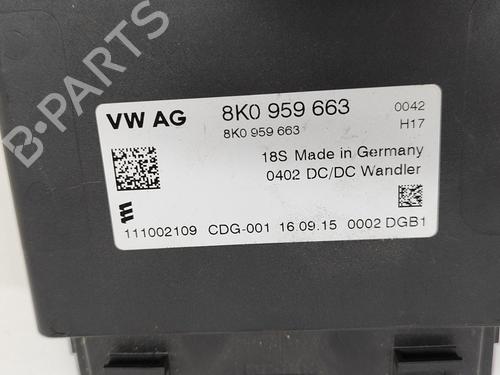 VW AG 8K0 959 663 0042
8K0 959 663 H17
18S Made in Germany
0402 DC/DC Wandler
111002109 CDG-001 16.09.15 0002 DGB1
B-PARTS